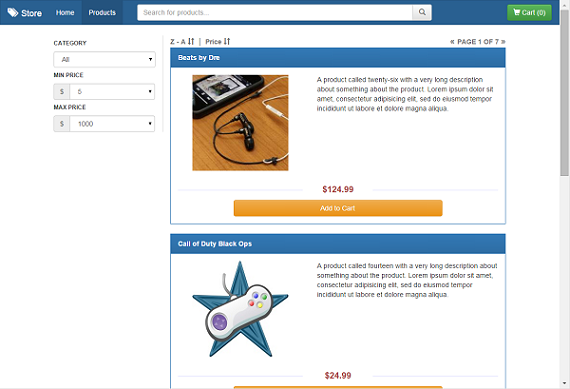 Store
Home
Products
Search for products...
Cart (0)
CATEGORY
All
MIN PRICE
$ 5
MAX PRICE
$ 1000
Z - A | Price
« PAGE 1 OF 7 »
Beats by Dre
A product called twenty-six with a very long description
about something about the product. Lorem ipsum dolor sit
amet, consectetur adipisicing elit, sed do eiusmod tempor
incididunt ut labore et dolore magna aliqua.
$124.99
Add to Cart
Call of Duty Black Ops
A product called fourteen with a very long description
about something about the product. Lorem ipsum dolor sit amet,
consectetur adipisicing elit, sed do eiusmod tempor
incididunt ut labore et dolore magna aliqua.
$24.99